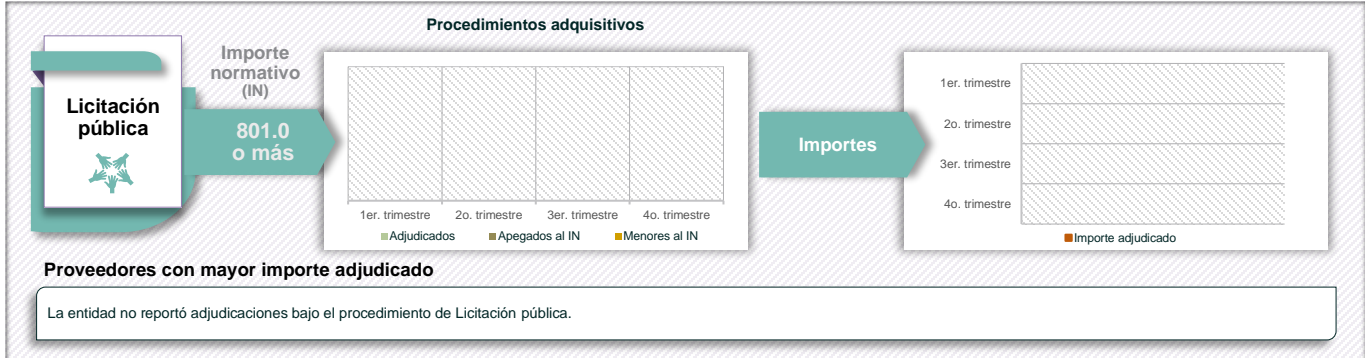 Procedimientos adquisitivos
Licitación
pública
Importe
normativo
(IN)
801.0
o más
1er. trimestre 2o. trimestre 3er. trimestre 4o. trimestre
Adjudicados Apegados al IN Menores al IN
Importes
1er. trimestre
2o. trimestre
3er. trimestre
4o. trimestre
Importe adjudicado
Proveedores con mayor importe adjudicado
La entidad no reportó adjudicaciones bajo el procedimiento de Licitación pública.